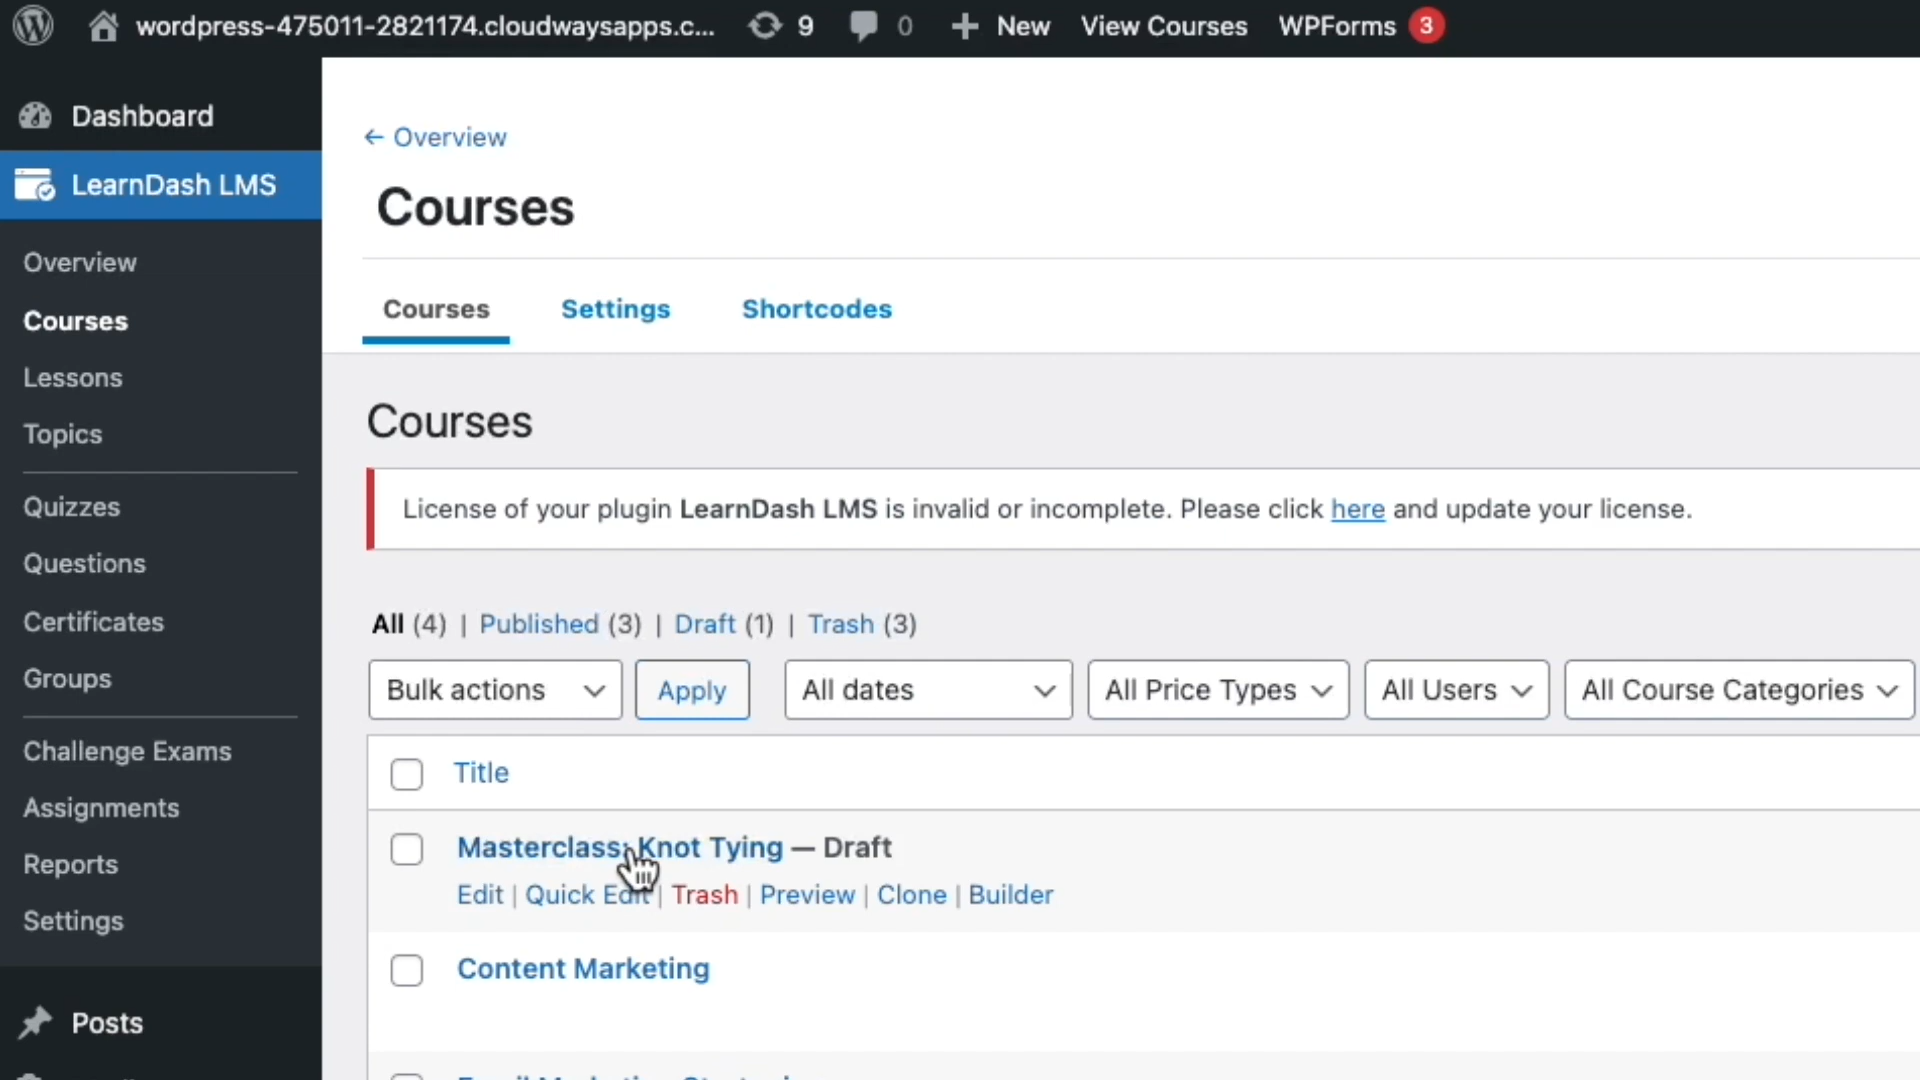 wordpress-475011-2821174.cloudwaysapps.c... 9 0 New View Courses WPForms 3
Dashboard
LearnDash LMS
Overview
Courses
Lessons
Topics
Quizzes
Questions
Certificates
Groups
Challenge Exams
Assignments
Reports
Settings
Posts
← Overview
Courses
Courses Settings Shortcodes
Courses
License of your plugin LearnDash LMS is invalid or incomplete. Please click here and update your license.
All (4) | Published (3) | Draft (1) | Trash (3)
Bulk actions Apply All dates All Price Types All Users All Course Categories
Title
Masterclass: Knot Tying — Draft
Edit | Quick Edit | Trash | Preview | Clone | Builder
Content Marketing